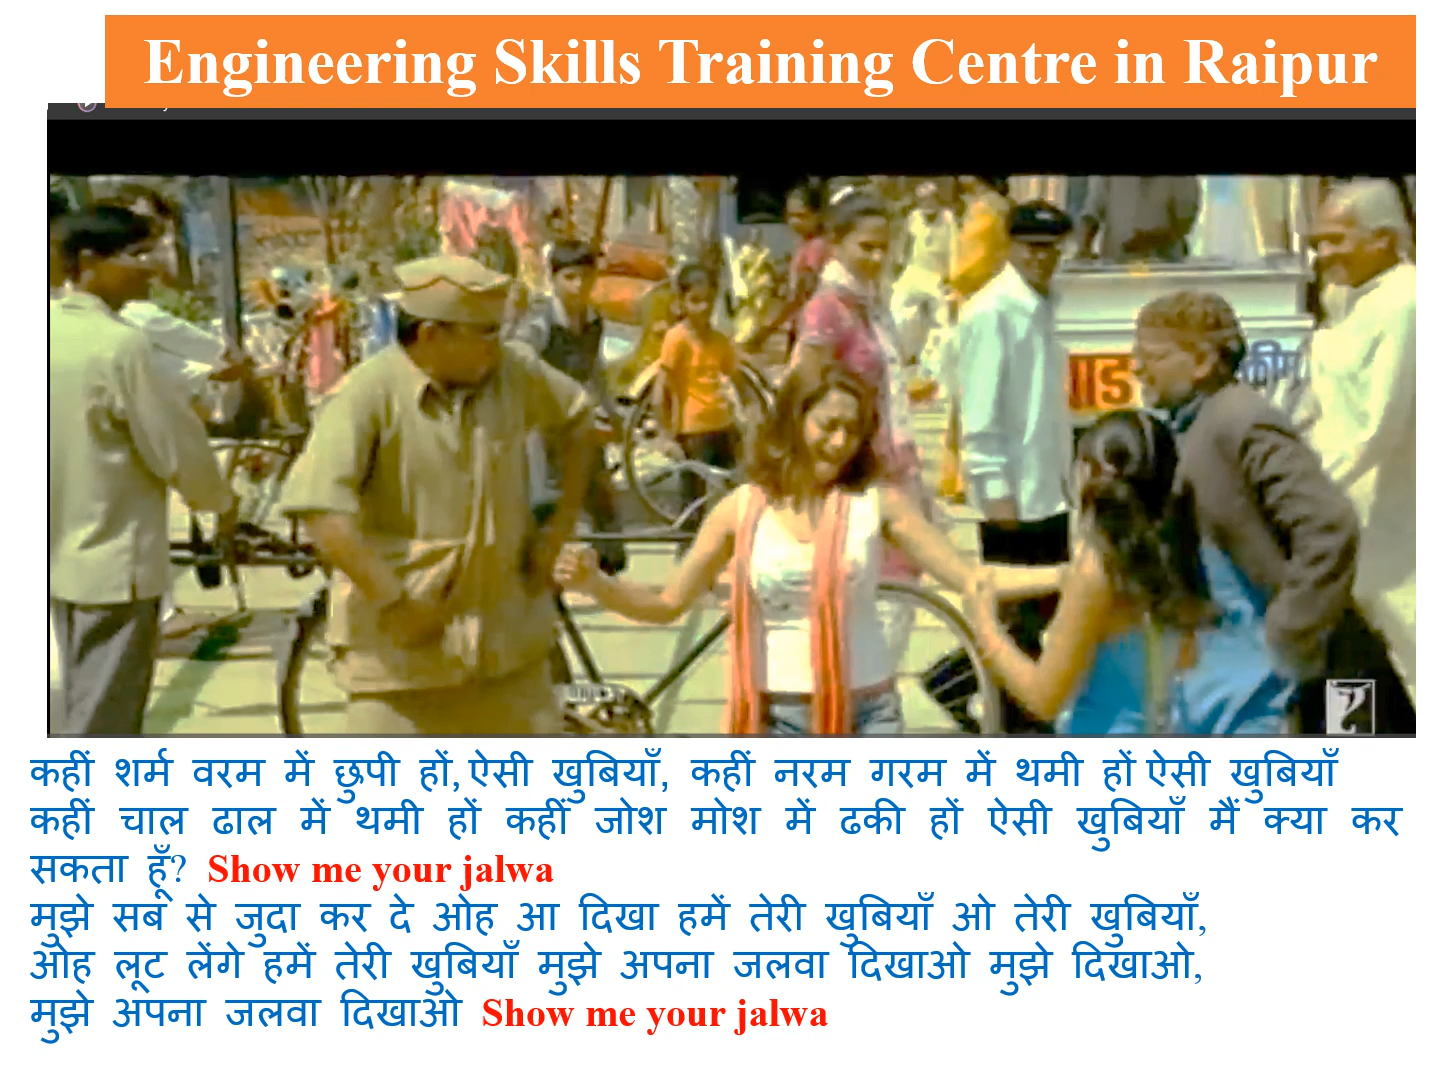 Engineering Skills Training Centre in Raipur
कहीं शर्म वरम में छुपी हों, ऐसी खुबियाँ, कहीं नरम गरम में थमी हों ऐसी खुबियाँ
कहीं चाल ढाल में थमी हों कहीं जोश मोश में ढकी हों ऐसी खुबियाँ मैं क्या कर
सकता हूँ? Show me your jalwa
मुझे सब से जुदा कर दे ओह आ दिखा हमें तेरी खुबियाँ ओ तेरी खुबियाँ,
ओह लूट लेंगे हमें तेरी खुबियाँ मुझे अपना जलवा दिखाओ मुझे दिखाओ,
मुझे अपना जलवा दिखाओ Show me your jalwa